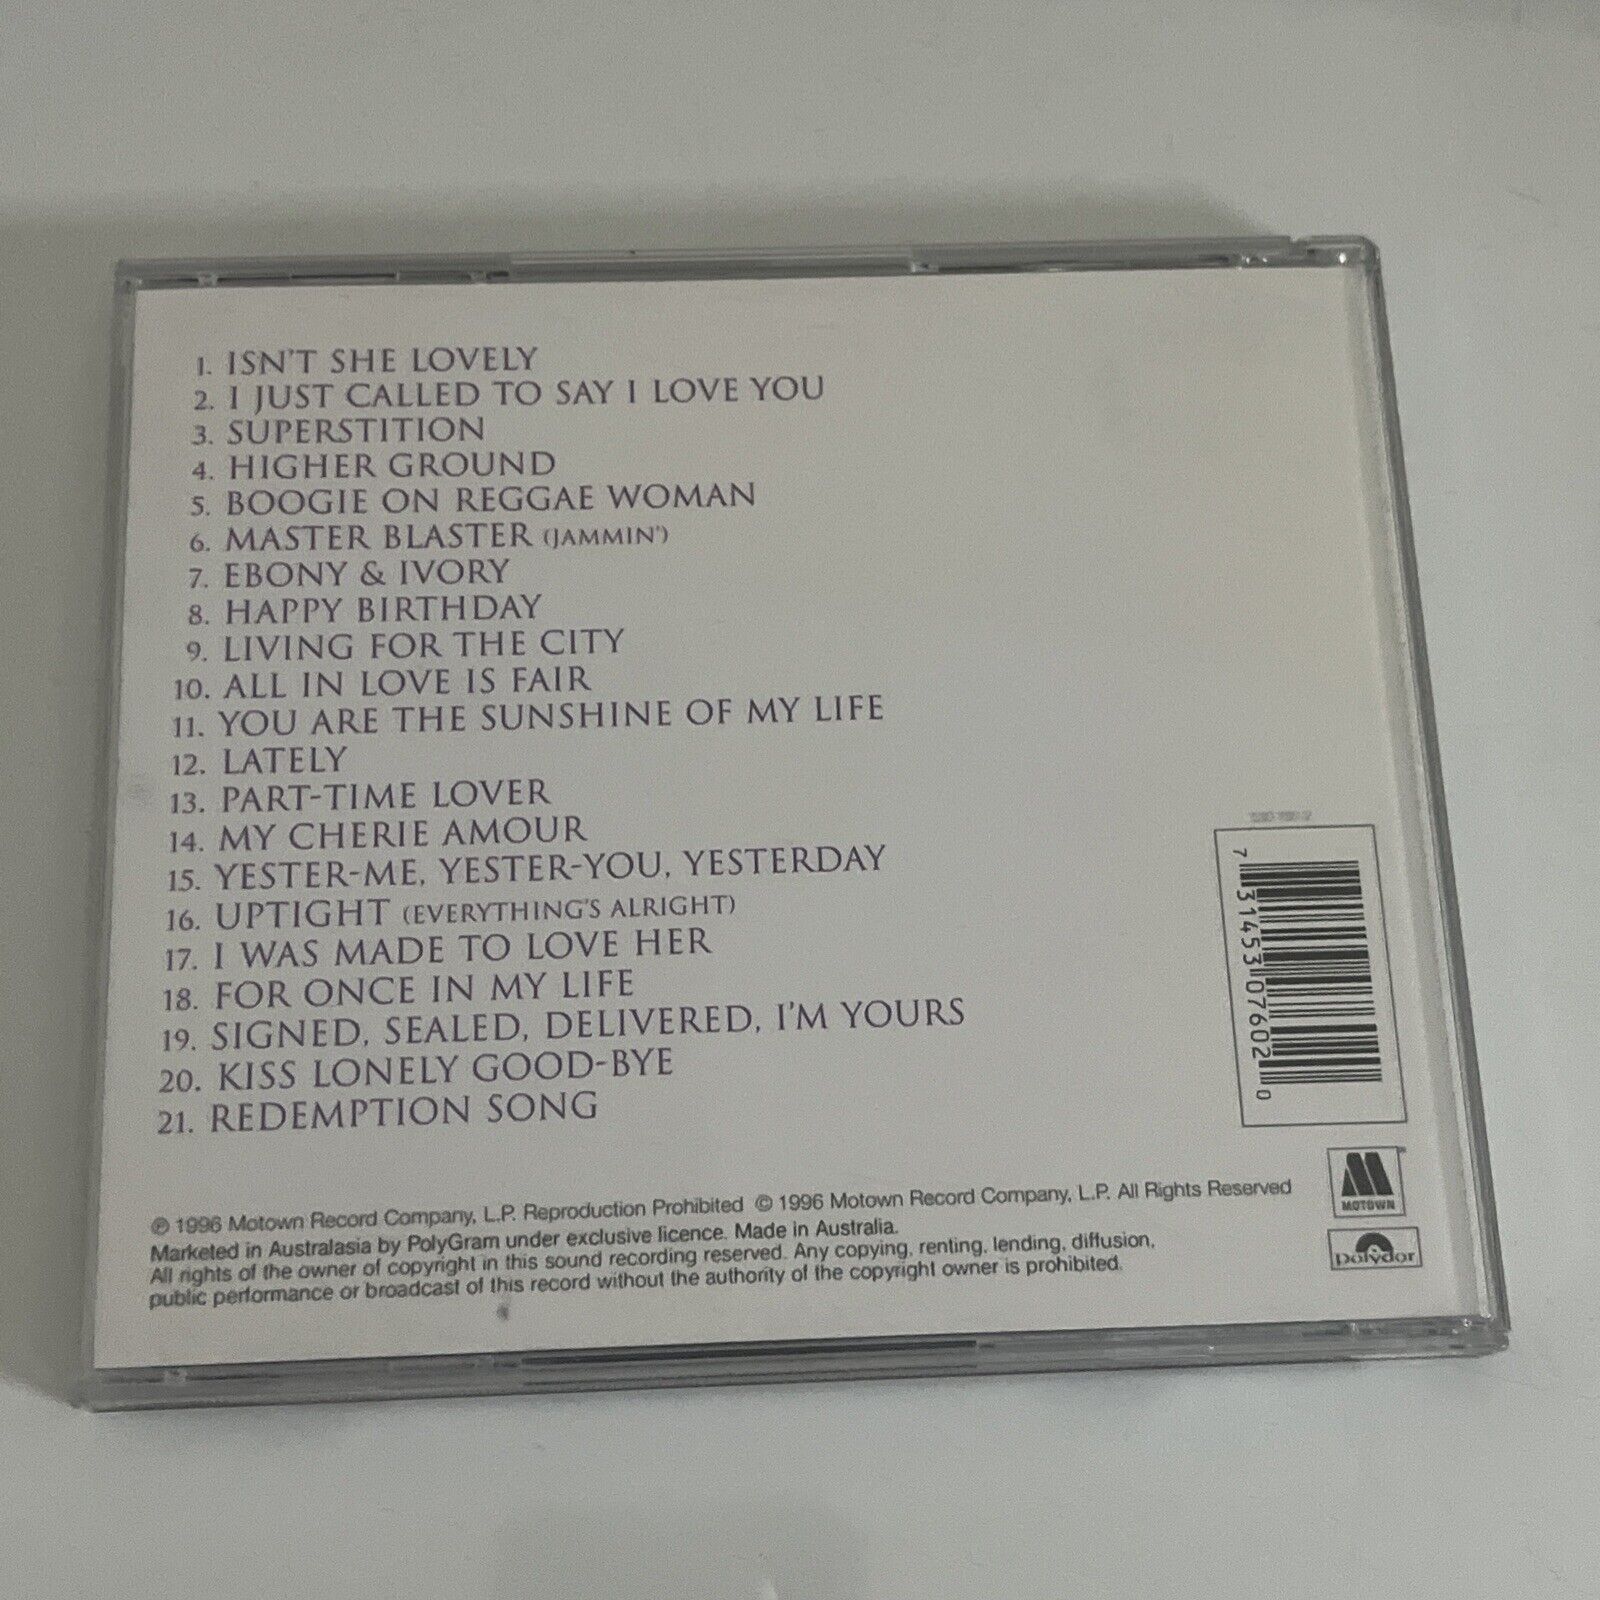 1. ISN'T SHE LOVELY
2. I JUST CALLED TO SAY I LOVE YOU
3. SUPERSTITION
4. HIGHER GROUND
5. BOOGIE ON REGGAE WOMAN
6. MASTER BLASTER (JAMMIN')
7. EBONY & IVORY
8. HAPPY BIRTHDAY
9. LIVING FOR THE CITY
10. ALL IN LOVE IS FAIR
11. YOU ARE THE SUNSHINE OF MY LIFE
12. LATELY
13. PART-TIME LOVER
14. MY CHERIE AMOUR
15. YESTER-ME, YESTER-YOU, YESTERDAY
16. UPTIGHT (EVERYTHING'S ALRIGHT)
17. I WAS MADE TO LOVE HER
18. FOR ONCE IN MY LIFE
19. SIGNED, SEALED, DELIVERED, I'M YOURS
20. KISS LONELY GOOD-BYE
21. REDEMPTION SONG
7 31453 07602 0
℗ 1996 Motown Record Company, L.P. Reproduction Prohibited © 1996 Motown Record Company, L.P. All Rights Reserved
Marketed in Australasia by PolyGram under exclusive licence. Made in Australia.
All rights of the owner of copyright in this sound recording reserved. Any copying, renting, lending, diffusion,
public performance or broadcast of this record without the authority of the copyright owner is prohibited.
MOTOWN
polydor